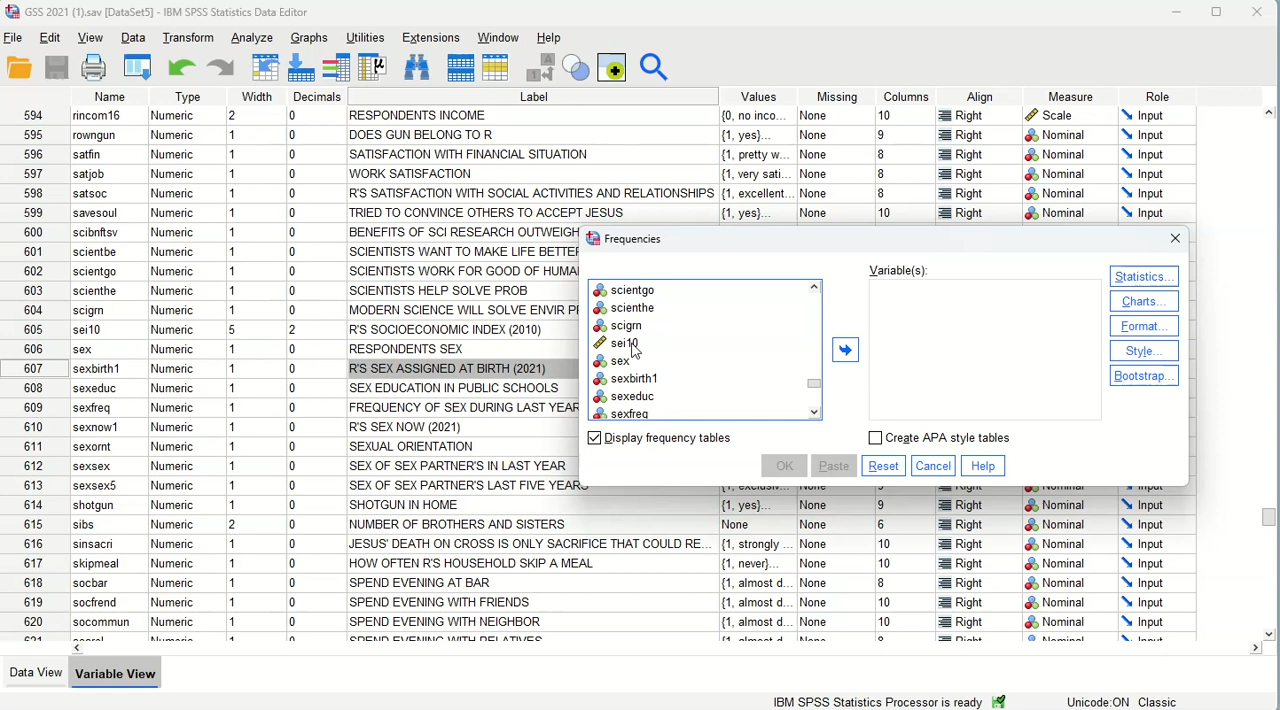 GSS 2021 (1).sav [DataSet5] - IBM SPSS Statistics Data Editor
File Edit View Data Transform Analyze Graphs Utilities Extensions Window Help
Name Type Width Decimals Label Values Missing Columns Align Measure Role
594 rincom16 Numeric 2 0 RESPONDENTS INCOME {0, no inco... None 10 Right Scale Input
595 rowngun Numeric 1 0 DOES GUN BELONG TO R {1, yes}... None 9 Right Nominal Input
596 satfin Numeric 1 0 SATISFACTION WITH FINANCIAL SITUATION {1, pretty w... None 8 Right Nominal Input
597 satjob Numeric 1 0 WORK SATISFACTION {1, very sati... None 8 Right Nominal Input
598 satsoc Numeric 1 0 R'S SATISFACTION WITH SOCIAL ACTIVITIES AND RELATIONSHIPS {1, excellent... None 8 Right Nominal Input
599 savesoul Numeric 1 0 TRIED TO CONVINCE OTHERS TO ACCEPT JESUS {1, yes}... None 10 Right Nominal Input
600 scibnftsv Numeric 1 0 BENEFITS OF SCI RESEARCH OUTWEIGH
601 scientbe Numeric 1 0 SCIENTISTS WANT TO MAKE LIFE BETTER
602 scientgo Numeric 1 0 SCIENTISTS WORK FOR GOOD OF HUMA
603 scienthe Numeric 1 0 SCIENTISTS HELP SOLVE PROB
604 scigrn Numeric 1 0 MODERN SCIENCE WILL SOLVE ENVIR P
605 sei10 Numeric 5 2 R'S SOCIOECONOMIC INDEX (2010)
606 sex Numeric 1 0 RESPONDENTS SEX
607 sexbirth1 Numeric 1 0 R'S SEX ASSIGNED AT BIRTH (2021)
608 sexeduc Numeric 1 0 SEX EDUCATION IN PUBLIC SCHOOLS
609 sexfreq Numeric 1 0 FREQUENCY OF SEX DURING LAST YEAR
610 sexnow1 Numeric 1 0 R'S SEX NOW (2021)
611 sexornt Numeric 1 0 SEXUAL ORIENTATION
612 sexsex Numeric 1 0 SEX OF SEX PARTNER'S IN LAST YEAR
613 sexsex5 Numeric 1 0 SEX OF SEX PARTNER'S LAST FIVE YEARS {1, exclusiv... None 9 Right Nominal Input
614 shotgun Numeric 1 0 SHOTGUN IN HOME {1, yes}... None 9 Right Nominal Input
615 sibs Numeric 2 0 NUMBER OF BROTHERS AND SISTERS None None 6 Right Nominal Input
616 sinsacri Numeric 1 0 JESUS' DEATH ON CROSS IS ONLY SACRIFICE THAT COULD RE... {1, strongly ... None 10 Right Nominal Input
617 skipmeal Numeric 1 0 HOW OFTEN R'S HOUSEHOLD SKIP A MEAL {1, never}... None 10 Right Nominal Input
618 socbar Numeric 1 0 SPEND EVENING AT BAR {1, almost d... None 8 Right Nominal Input
619 socfrend Numeric 1 0 SPEND EVENING WITH FRIENDS {1, almost d... None 10 Right Nominal Input
620 socommun Numeric 1 0 SPEND EVENING WITH NEIGHBOR {1, almost d... None 10 Right Nominal Input
621 socrel Numeric 1 0 SPEND EVENING WITH RELATIVES {1, almost d... None 8 Right Nominal Input
Frequencies
Variable(s):
scientgo
scienthe
scigrn
sei10
sex
sexbirth1
sexeduc
sexfreq
Statistics...
Charts...
Format...
Style...
Bootstrap...
Display frequency tables Create APA style tables
OK Paste Reset Cancel Help
Data View Variable View
IBM SPSS Statistics Processor is ready Unicode:ON Classic